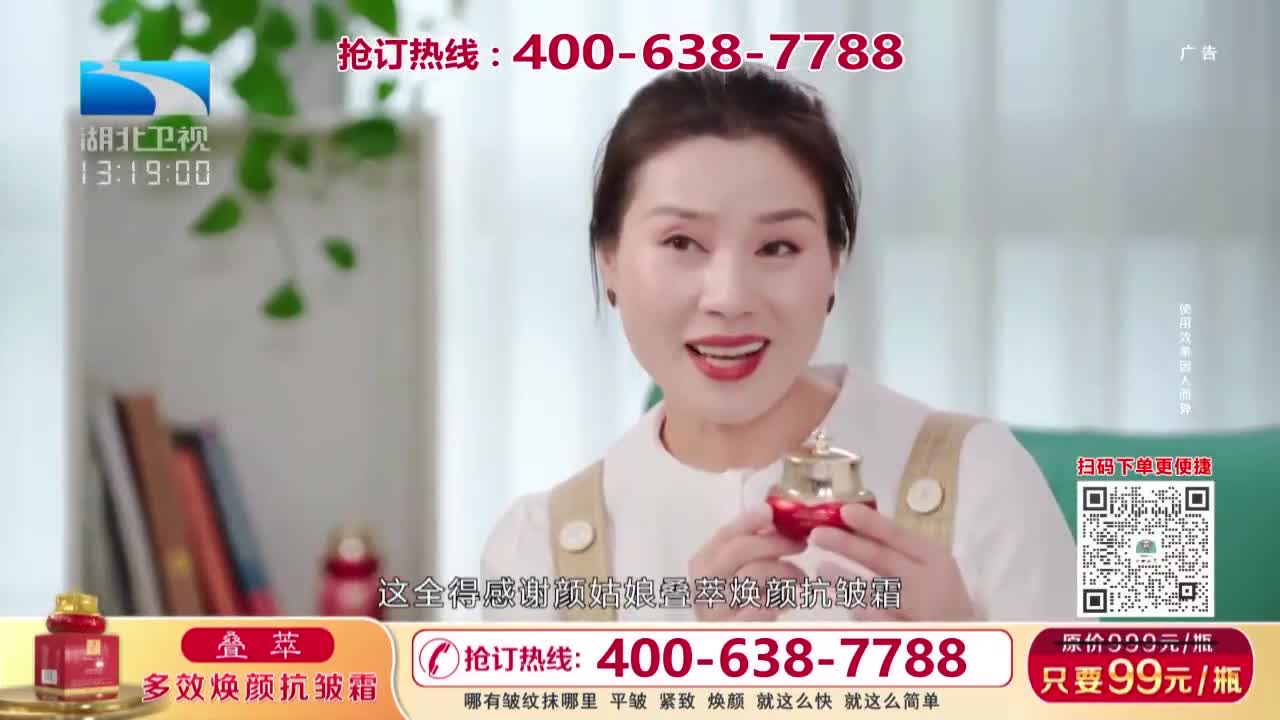 抢订热线：400-638-7788
广告
湖北卫视
13:19:00
使用效果因人而异
扫码下单更便捷
这全得感谢颜姑娘叠萃焕颜抗皱霜
叠萃
多效焕颜抗皱霜
抢订热线：400-638-7788
哪有皱纹抹哪里 平皱 紧致 焕颜 就这么快 就这么简单
原价999元/瓶
只要99元/瓶